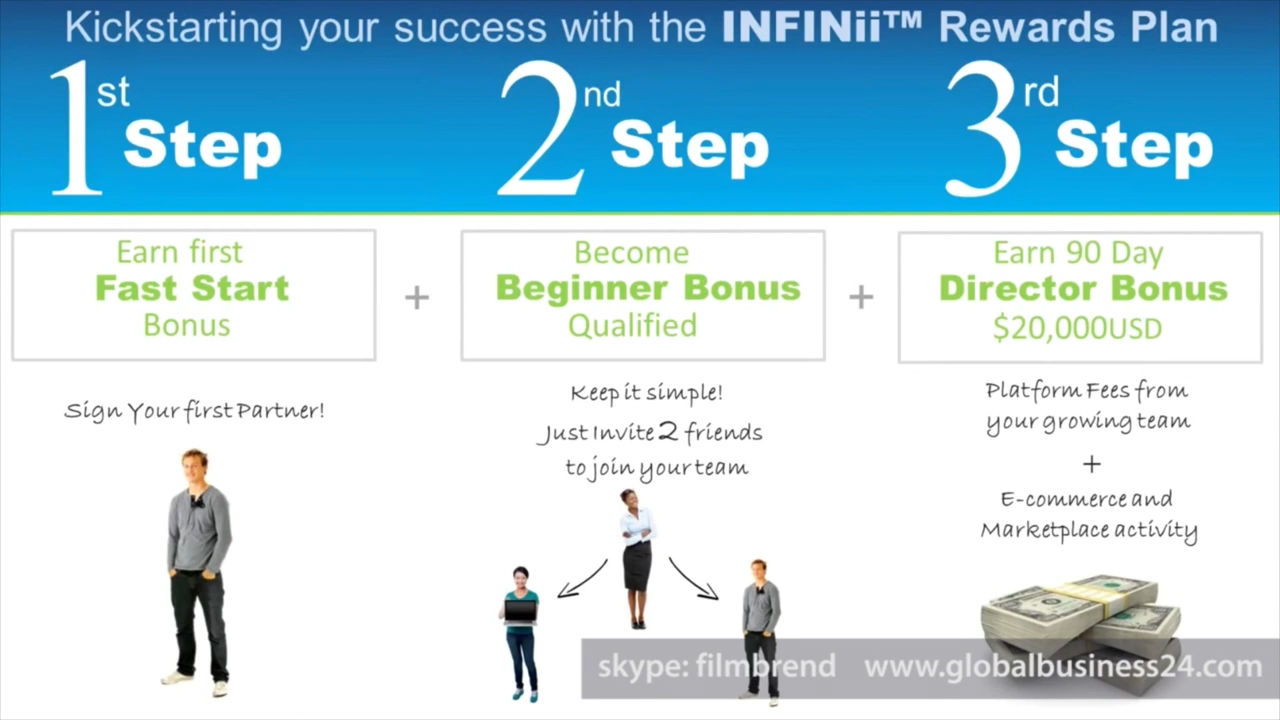 Kickstarting your success with the INFINii™ Rewards Plan
1st Step
2nd Step
3rd Step
Earn first
Fast Start
Bonus
+
Become
Beginner Bonus
Qualified
+
Earn 90 Day
Director Bonus
$20,000USD
Sign Your first Partner!
Keep it simple!
Just Invite 2 friends
to join your team
Platform Fees from
your growing team
+
E-commerce and
Marketplace activity
skype: filmbrend www.globalbusiness24.com